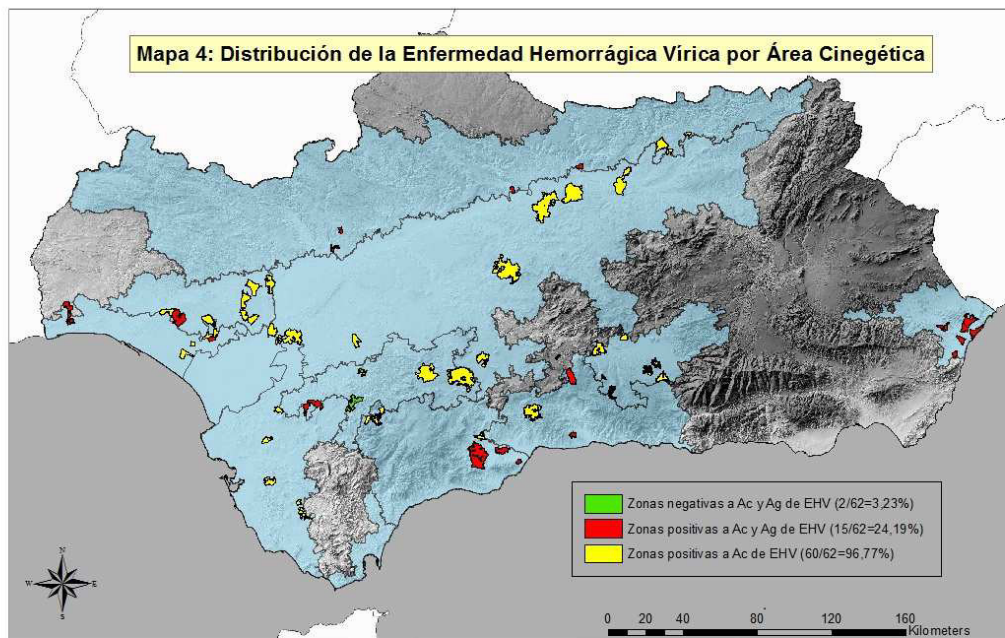 Mapa 4: Distribución de la Enfermedad Hemorrágica Vírica por Área Cinegética
Zonas negativas a Ac y Ag de EHV (2/62=3,23%)
Zonas positivas a Ac y Ag de EHV (15/62=24,19%)
Zonas positivas a Ac de EHV (60/62=96,77%)
N
W E
S
0 20 40 80 120 160
Kilometers